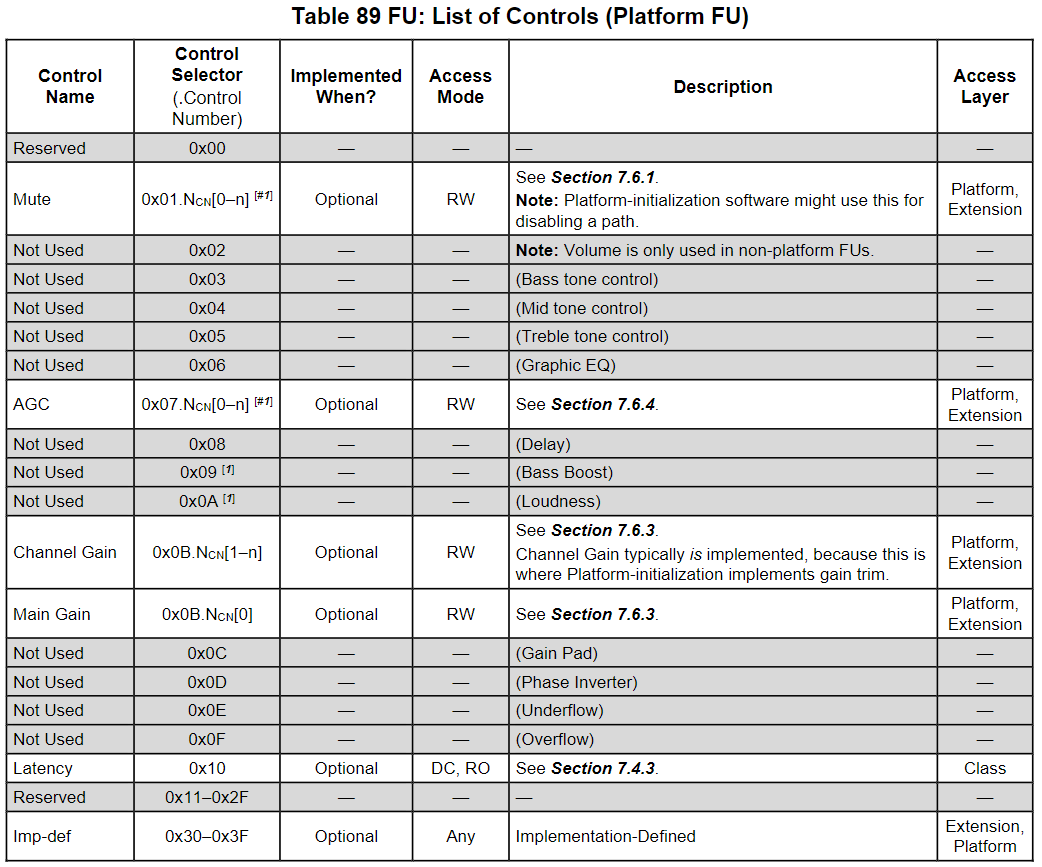 Table 89 FU: List of Controls (Platform FU)
Control Name | Control Selector (.Control Number) | Implemented When? | Access Mode | Description | Access Layer
Reserved | 0x00 | — | — | — | —
Mute | 0x01.NCN[0–n] [#1] | Optional | RW | See Section 7.6.1. Note: Platform-initialization software might use this for disabling a path. | Platform, Extension
Not Used | 0x02 | — | — | Note: Volume is only used in non-platform FUs. | —
Not Used | 0x03 | — | — | (Bass tone control) | —
Not Used | 0x04 | — | — | (Mid tone control) | —
Not Used | 0x05 | — | — | (Treble tone control) | —
Not Used | 0x06 | — | — | (Graphic EQ) | —
AGC | 0x07.NCN[0–n] [#1] | Optional | RW | See Section 7.6.4. | Platform, Extension
Not Used | 0x08 | — | — | (Delay) | —
Not Used | 0x09 [1] | — | — | (Bass Boost) | —
Not Used | 0x0A [1] | — | — | (Loudness) | —
Channel Gain | 0x0B.NCN[1–n] | Optional | RW | See Section 7.6.3. Channel Gain typically is implemented, because this is where Platform-initialization implements gain trim. | Platform, Extension
Main Gain | 0x0B.NCN[0] | Optional | RW | See Section 7.6.3. | Platform, Extension
Not Used | 0x0C | — | — | (Gain Pad) | —
Not Used | 0x0D | — | — | (Phase Inverter) | —
Not Used | 0x0E | — | — | (Underflow) | —
Not Used | 0x0F | — | — | (Overflow) | —
Latency | 0x10 | Optional | DC, RO | See Section 7.4.3. | Class
Reserved | 0x11–0x2F | — | — | — | —
Imp-def | 0x30–0x3F | Optional | Any | Implementation-Defined | Extension, Platform